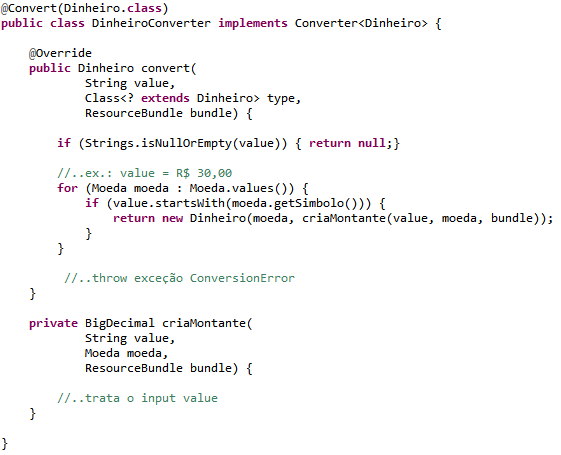 @Convert(Dinheiro.class)
public class DinheiroConverter implements Converter<Dinheiro> {
@Override
public Dinheiro convert(
String value,
Class<? extends Dinheiro> type,
ResourceBundle bundle) {
if (Strings.isNullOrEmpty(value)) { return null;}
//..ex.: value = R$ 30,00
for (Moeda moeda : Moeda.values()) {
if (value.startsWith(moeda.getSimbolo())) {
return new Dinheiro(moeda, criaMontante(value, moeda, bundle));
}
}
//..throw exceção ConversionError
}
private BigDecimal criaMontante(
String value,
Moeda moeda,
ResourceBundle bundle) {
//..trata o input value
}
}